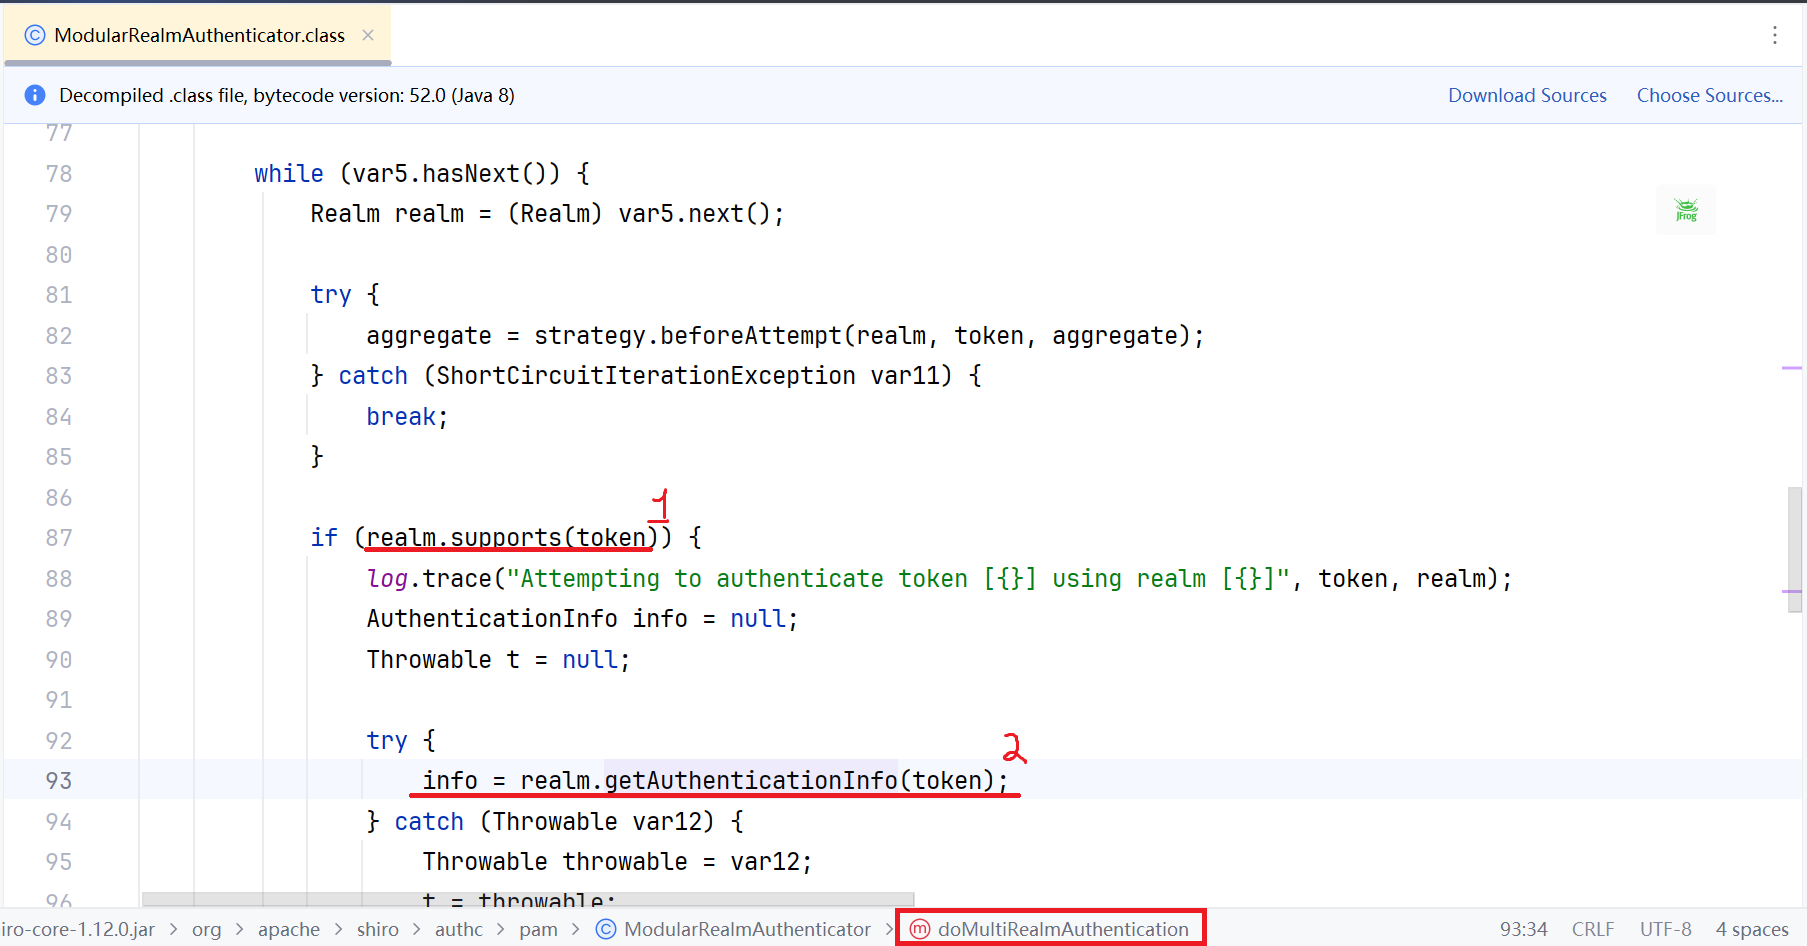 ModularRealmAuthenticator.class
Decompiled .class file, bytecode version: 52.0 (Java 8) Download Sources Choose Sources...
77
78 while (var5.hasNext()) {
79 Realm realm = (Realm) var5.next();
JFrog
80
81 try {
82 aggregate = strategy.beforeAttempt(realm, token, aggregate);
83 } catch (ShortCircuitIterationException var11) {
84 break;
85 }
86
1
87 if (realm.supports(token)) {
88 log.trace("Attempting to authenticate token [{}] using realm [{}]", token, realm);
89 AuthenticationInfo info = null;
90 Throwable t = null;
91
92 try {
2
93 info = realm.getAuthenticationInfo(token);
94 } catch (Throwable var12) {
95 Throwable throwable = var12;
96 t = throwable;
iro-core-1.12.0.jar > org > apache > shiro > authc > pam > ModularRealmAuthenticator > doMultiRealmAuthentication 93:34 CRLF UTF-8 4 spaces